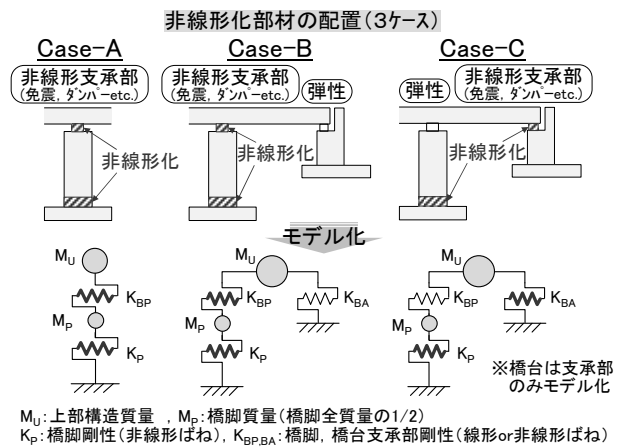 非線形化部材の配置(3ケース)
Case-A Case-B Case-C
非線形支承部
(免震, ダンパーetc.)
非線形支承部
(免震, ダンパーetc.)
弾性
弾性
非線形支承部
(免震, ダンパーetc.)
非線形化
非線形化
非線形化
モデル化
MU
KBP
MP
KP
MU
KBP
KBA
MP
KP
MU
KBP
KBA
MP
KP
※橋台は支承部
のみモデル化
MU:上部構造質量 , MP:橋脚質量(橋脚全質量の1/2)
KP:橋脚剛性(非線形ばね), KBP,BA:橋脚, 橋台支承部剛性(線形or非線形ばね)